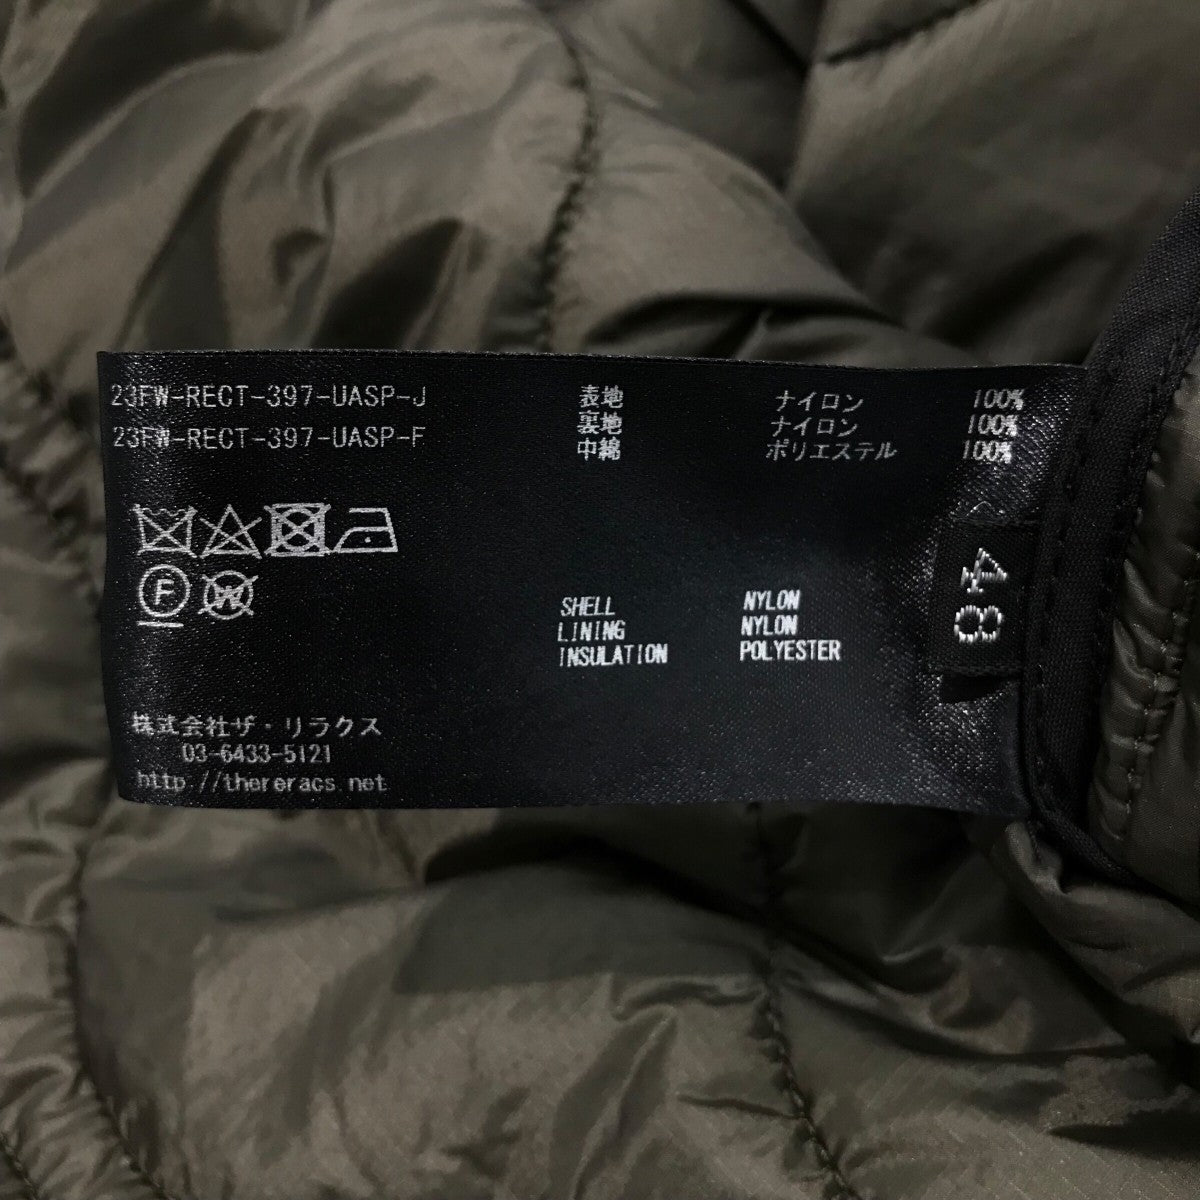 23FW-RECT-397-UASP-J
23FW-RECT-397-UASP-F
表地 ナイロン 100%
裏地 ナイロン 100%
中綿 ポリエステル 100%
F
W
SHELL NYLON
LINING NYLON
INSULATION POLYESTER
48
株式会社ザ・リラクス
03-6433-5121
http://thereracs.net